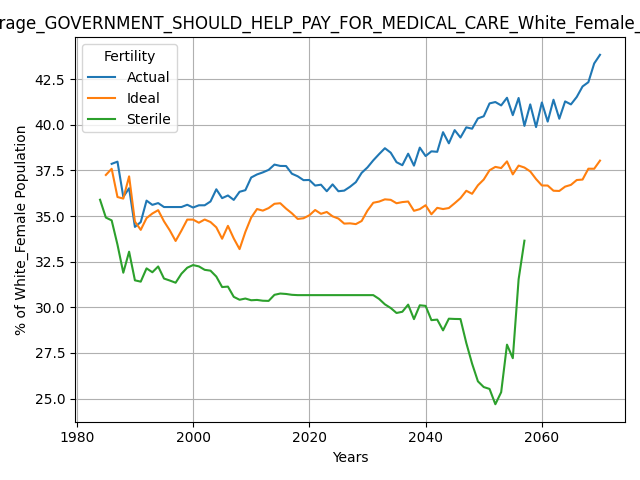 rage_GOVERNMENT_SHOULD_HELP_PAY_FOR_MEDICAL_CARE_White_Female_
Fertility
Actual
Ideal
Sterile
% of White_Female Population
42.5
40.0
37.5
35.0
32.5
30.0
27.5
25.0
1980
2000
2020
2040
2060
Years